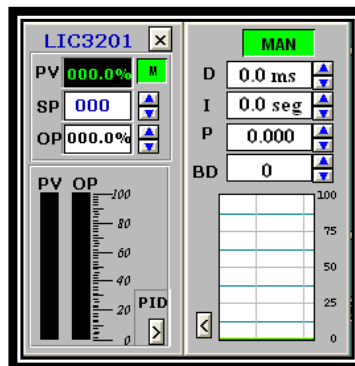 LIC3201 X
PV 000.0% M
SP 000
OP 000.0%
PV OP
100
80
60
40
20
0
PID
>
MAN
D 0.0 ms
I 0.0 seg
P 0.000
BD 0
100
75
50
25
0
<